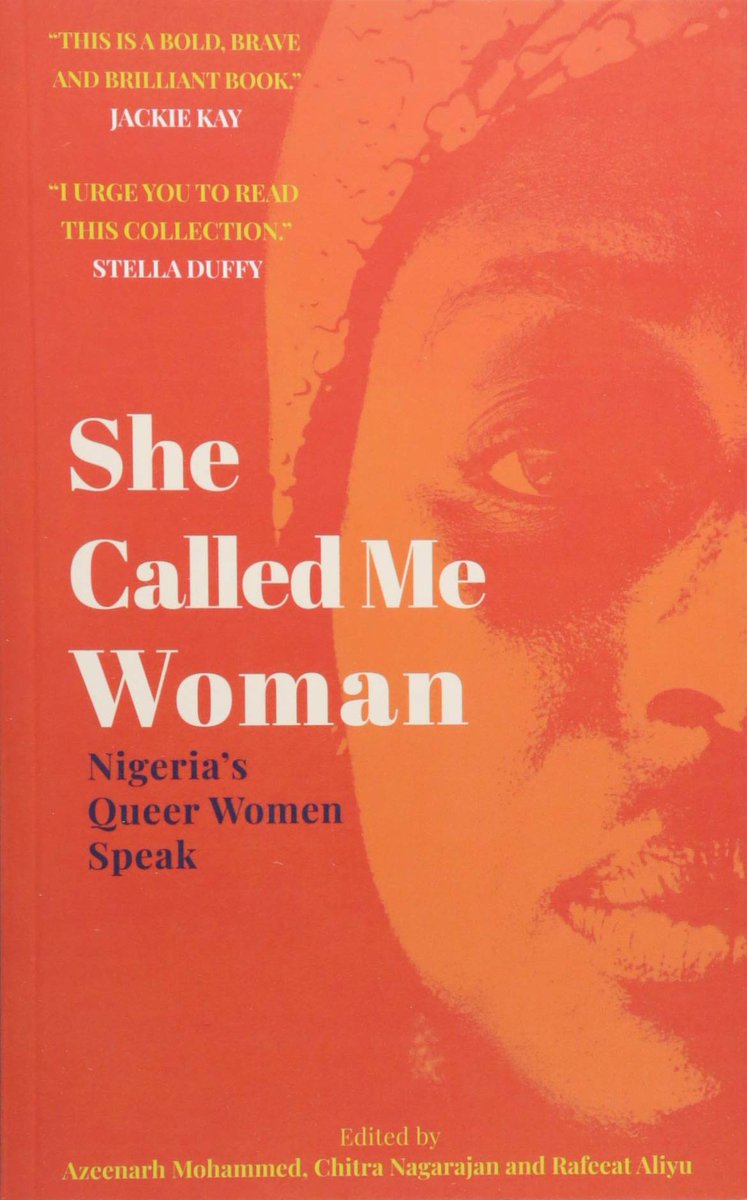 “THIS IS A BOLD, BRAVE
AND BRILLIANT BOOK.”
JACKIE KAY
“I URGE YOU TO READ
THIS COLLECTION.”
STELLA DUFFY
She
Called Me
Woman
Nigeria’s
Queer Women
Speak
Edited by
Azeenarh Mohammed, Chitra Nagarajan and Rafeeat Aliyu